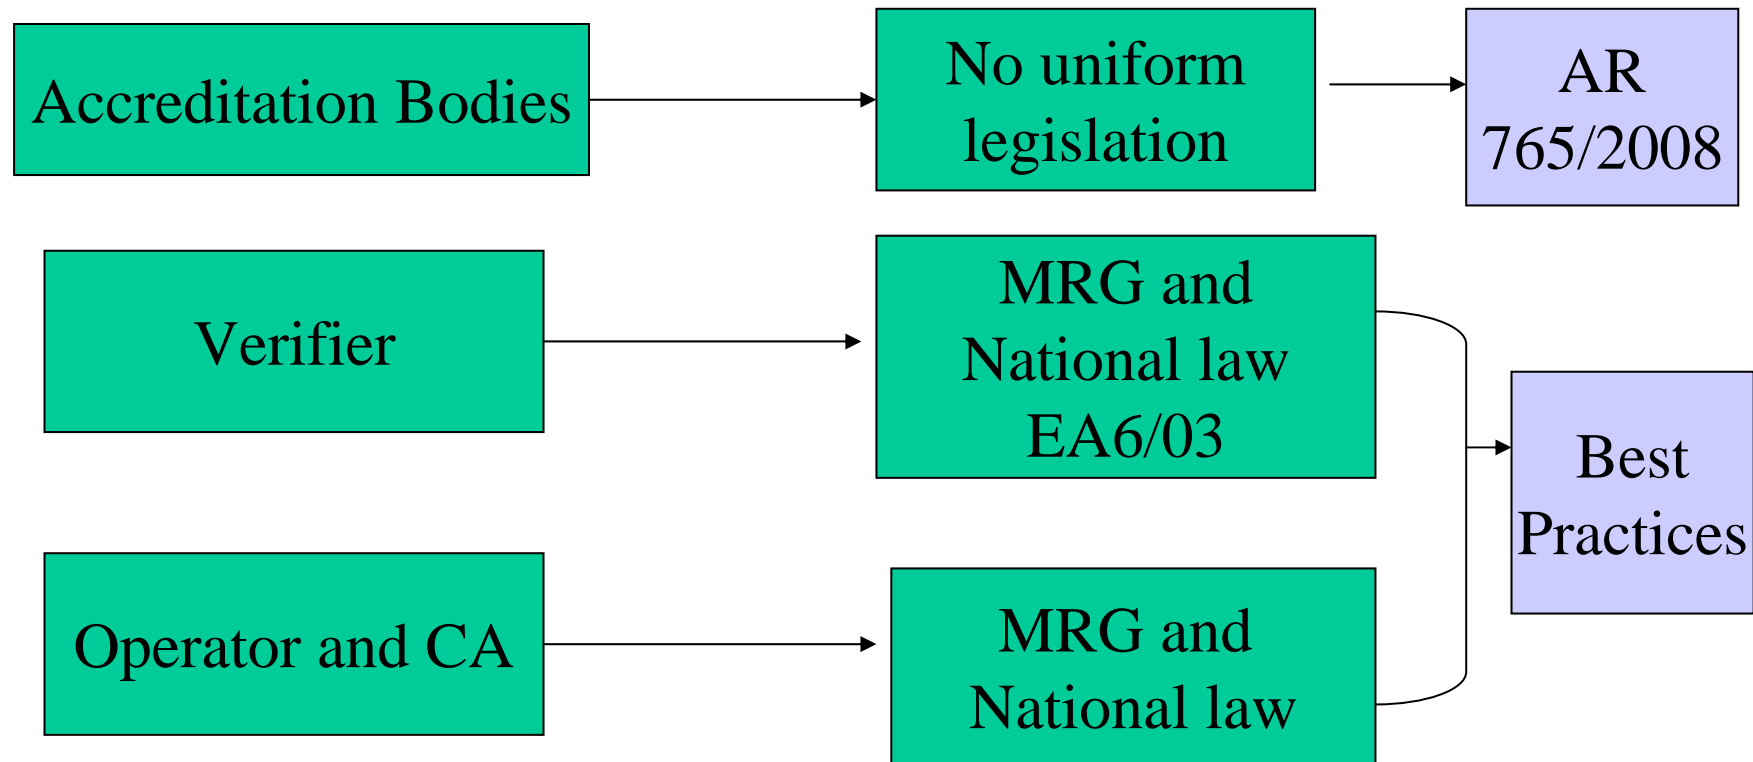 Accreditation Bodies
No uniform
legislation
AR
765/2008
Verifier
MRG and
National law
EA6/03
Best
Practices
Operator and CA
MRG and
National law